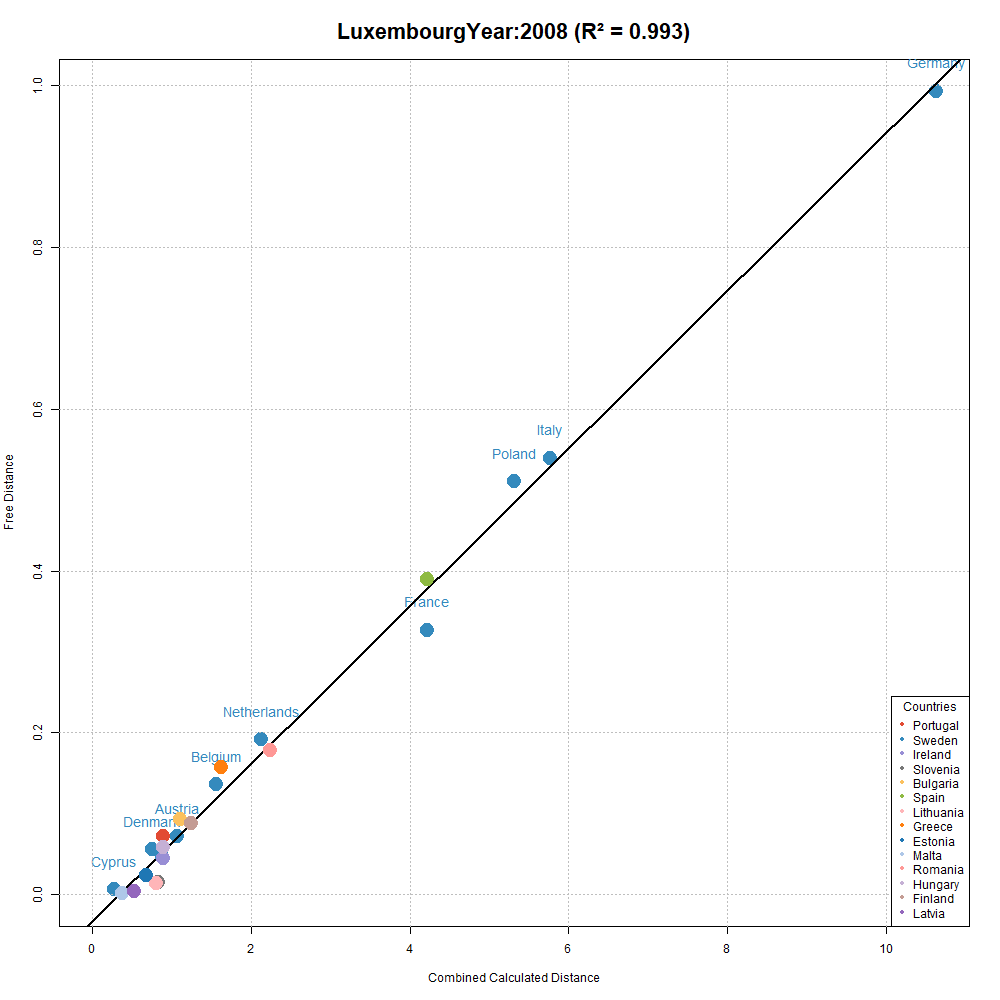 LuxembourgYear:2008 (R² = 0.993)
Germany
1.0
0.8
0.6
Italy
Poland
Free Distance
0.4
France
Netherlands
0.2
Belgium
Austria
Denmark
Cyprus
0.0
Countries
Portugal
Sweden
Ireland
Slovenia
Bulgaria
Spain
Lithuania
Greece
Estonia
Malta
Romania
Hungary
Finland
Latvia
0 2 4 6 8 10
Combined Calculated Distance